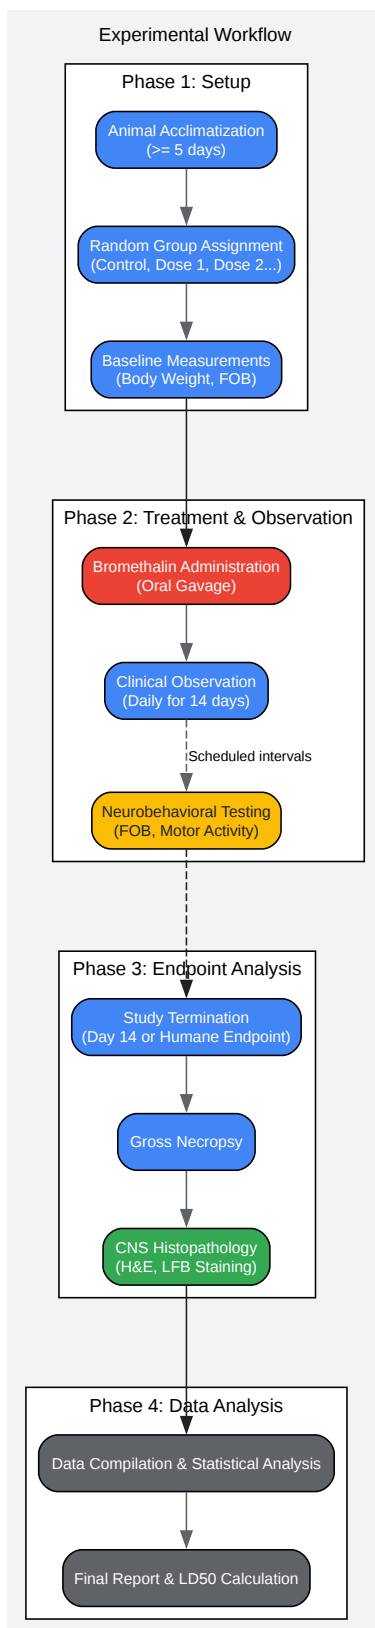 Experimental Workflow
Phase 1: Setup
Animal Acclimatization
(>= 5 days)
Random Group Assignment
(Control, Dose 1, Dose 2...)
Baseline Measurements
(Body Weight, FOB)
Phase 2: Treatment & Observation
Bromethalin Administration
(Oral Gavage)
Clinical Observation
(Daily for 14 days)
Scheduled intervals
Neurobehavioral Testing
(FOB, Motor Activity)
Phase 3: Endpoint Analysis
Study Termination
(Day 14 or Humane Endpoint)
Gross Necropsy
CNS Histopathology
(H&E, LFB Staining)
Phase 4: Data Analysis
Data Compilation & Statistical Analysis
Final Report & LD50 Calculation